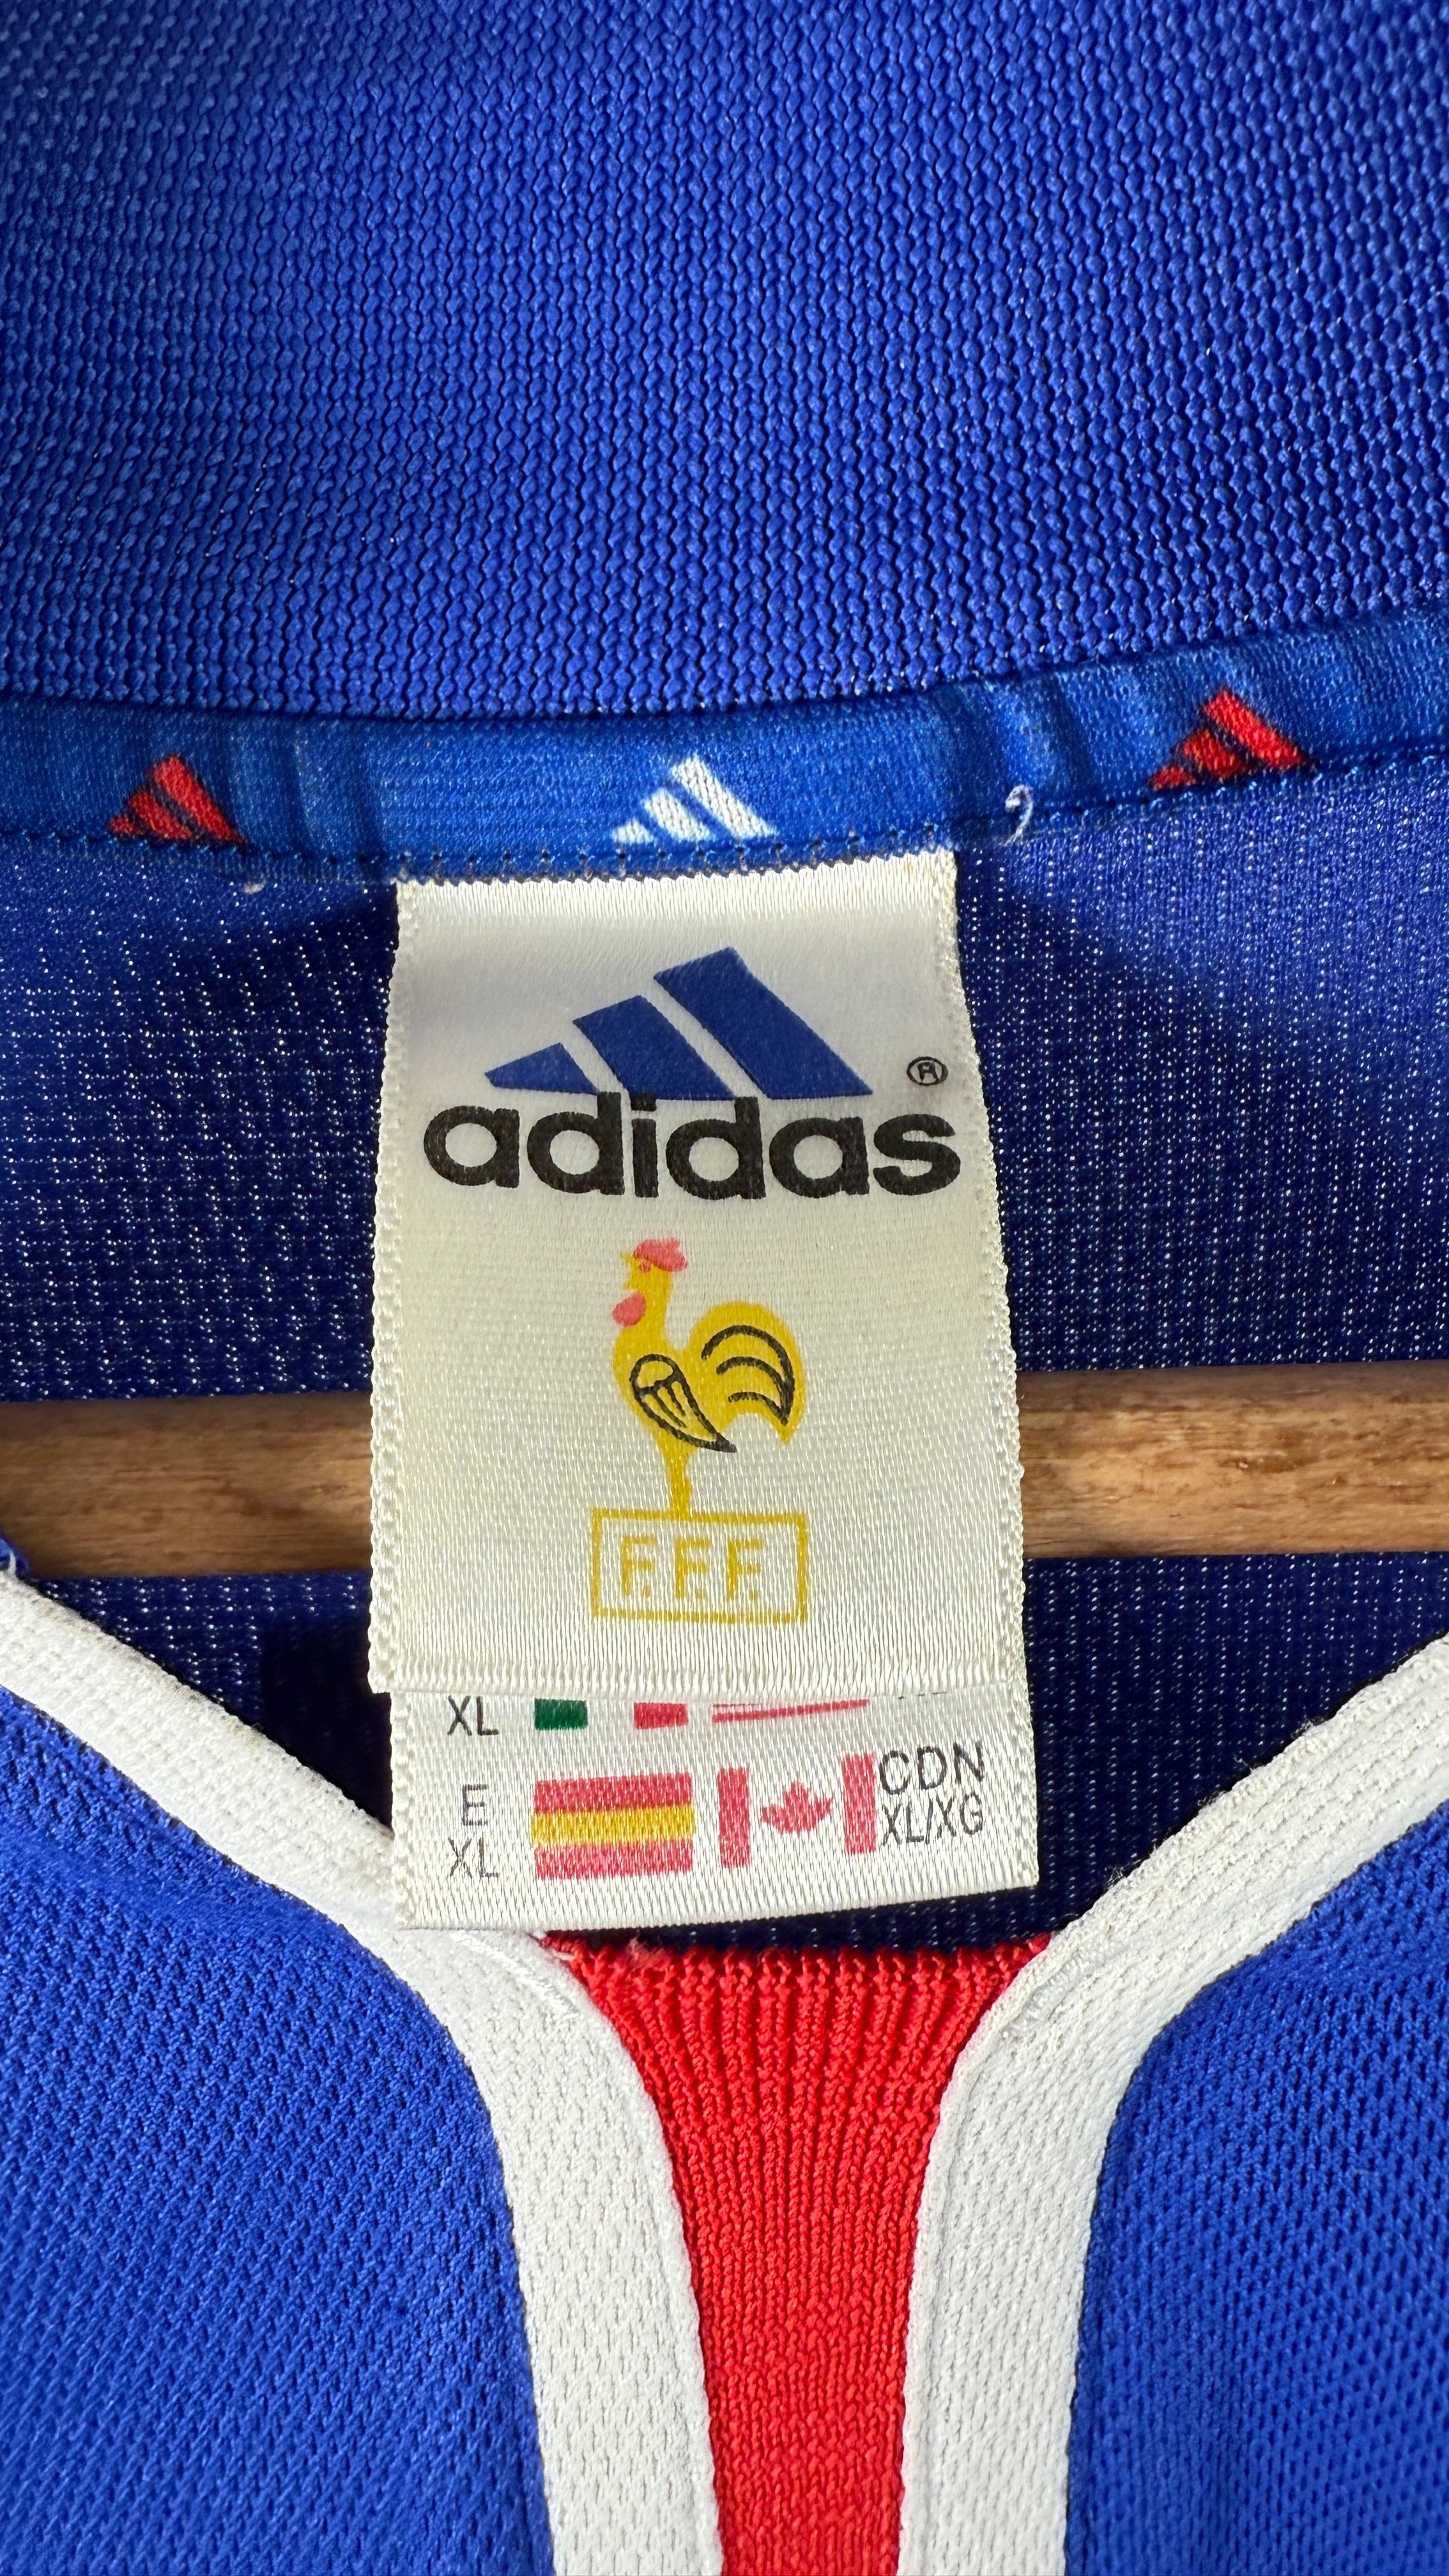 ®
adidas
F.F.F.
XL
E
CDN
XL
XL/XG